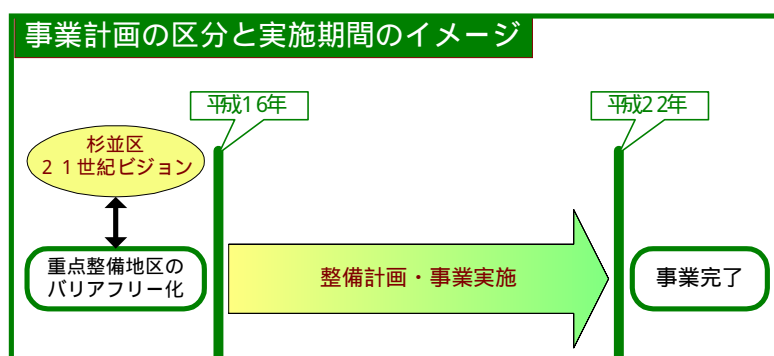 事業計画の区分と実施期間のイメージ
平成16年
平成22年
杉並区
21世紀ビジョン
重点整備地区の
バリアフリー化
整備計画・事業実施
事業完了